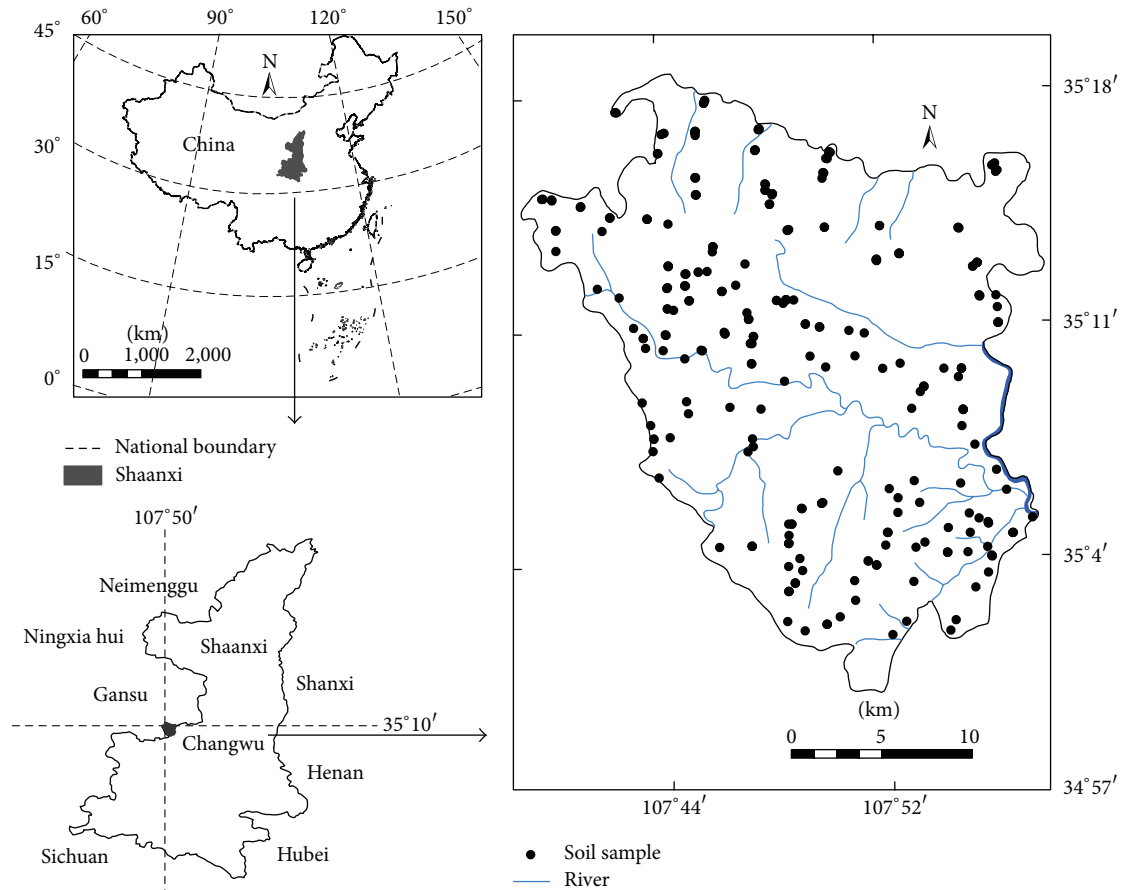 60° 90° 120° 150°
45°
30°
15°
0°
N
China
(km)
0 1,000 2,000
National boundary
Shaanxi
107°50′
Neimenggu
Ningxia hui
Shaanxi
Gansu
Shanxi
35°10′
Changwu
Henan
Sichuan
Hubei
N
35°18′
35°11′
35°4′
34°57′
(km)
0 5 10
107°44′ 107°52′
Soil sample
River